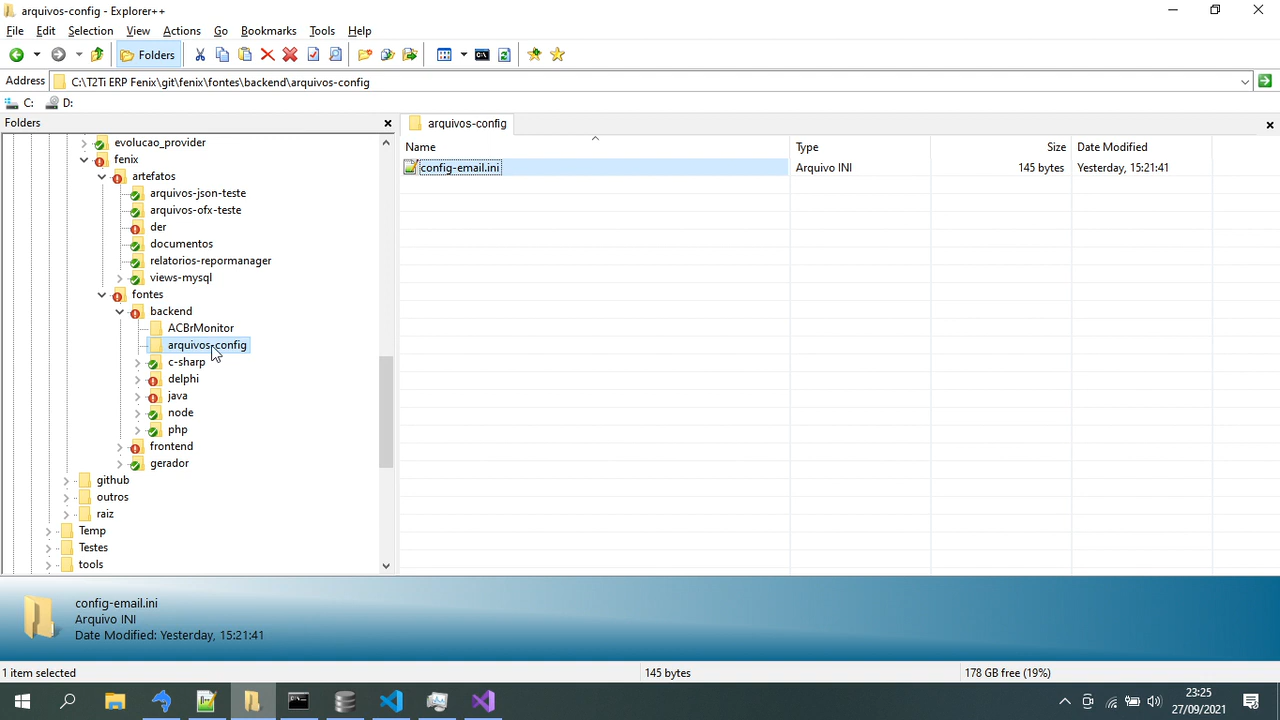 arquivos-config - Explorer++
File Edit Selection View Actions Go Bookmarks Tools Help
Folders
Address C:\T2Ti ERP Fenix\git\fenix\fontes\backend\arquivos-config
C: D:
Folders
arquivos-config
Name Type Size Date Modified
config-email.ini Arquivo INI 145 bytes Yesterday, 15:21:41
evolucao_provider
fenix
artefatos
arquivos-json-teste
arquivos-ofx-teste
der
documentos
relatorios-repormanager
views-mysql
fontes
backend
ACBrMonitor
arquivos-config
c-sharp
delphi
java
node
php
frontend
gerador
github
outros
raiz
Temp
Testes
tools
config-email.ini
Arquivo INI
Date Modified: Yesterday, 15:21:41
1 item selected 145 bytes 178 GB free (19%)
23:25
27/09/2021